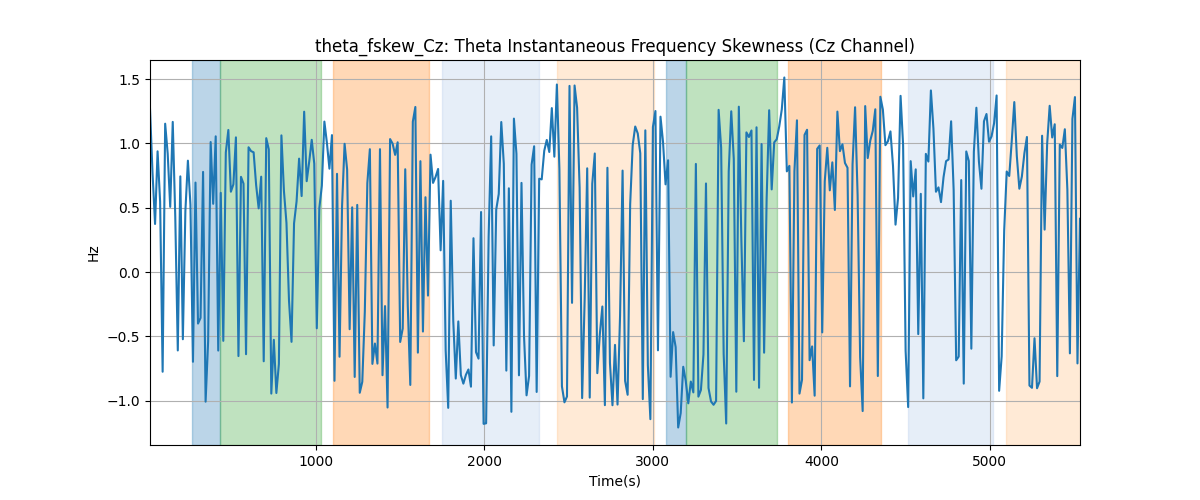 theta_fskew_Cz: Theta Instantaneous Frequency Skewness (Cz Channel)
1.5
1.0
0.5
0.0
−0.5
−1.0
Hz
1000 2000 3000 4000 5000
Time(s)